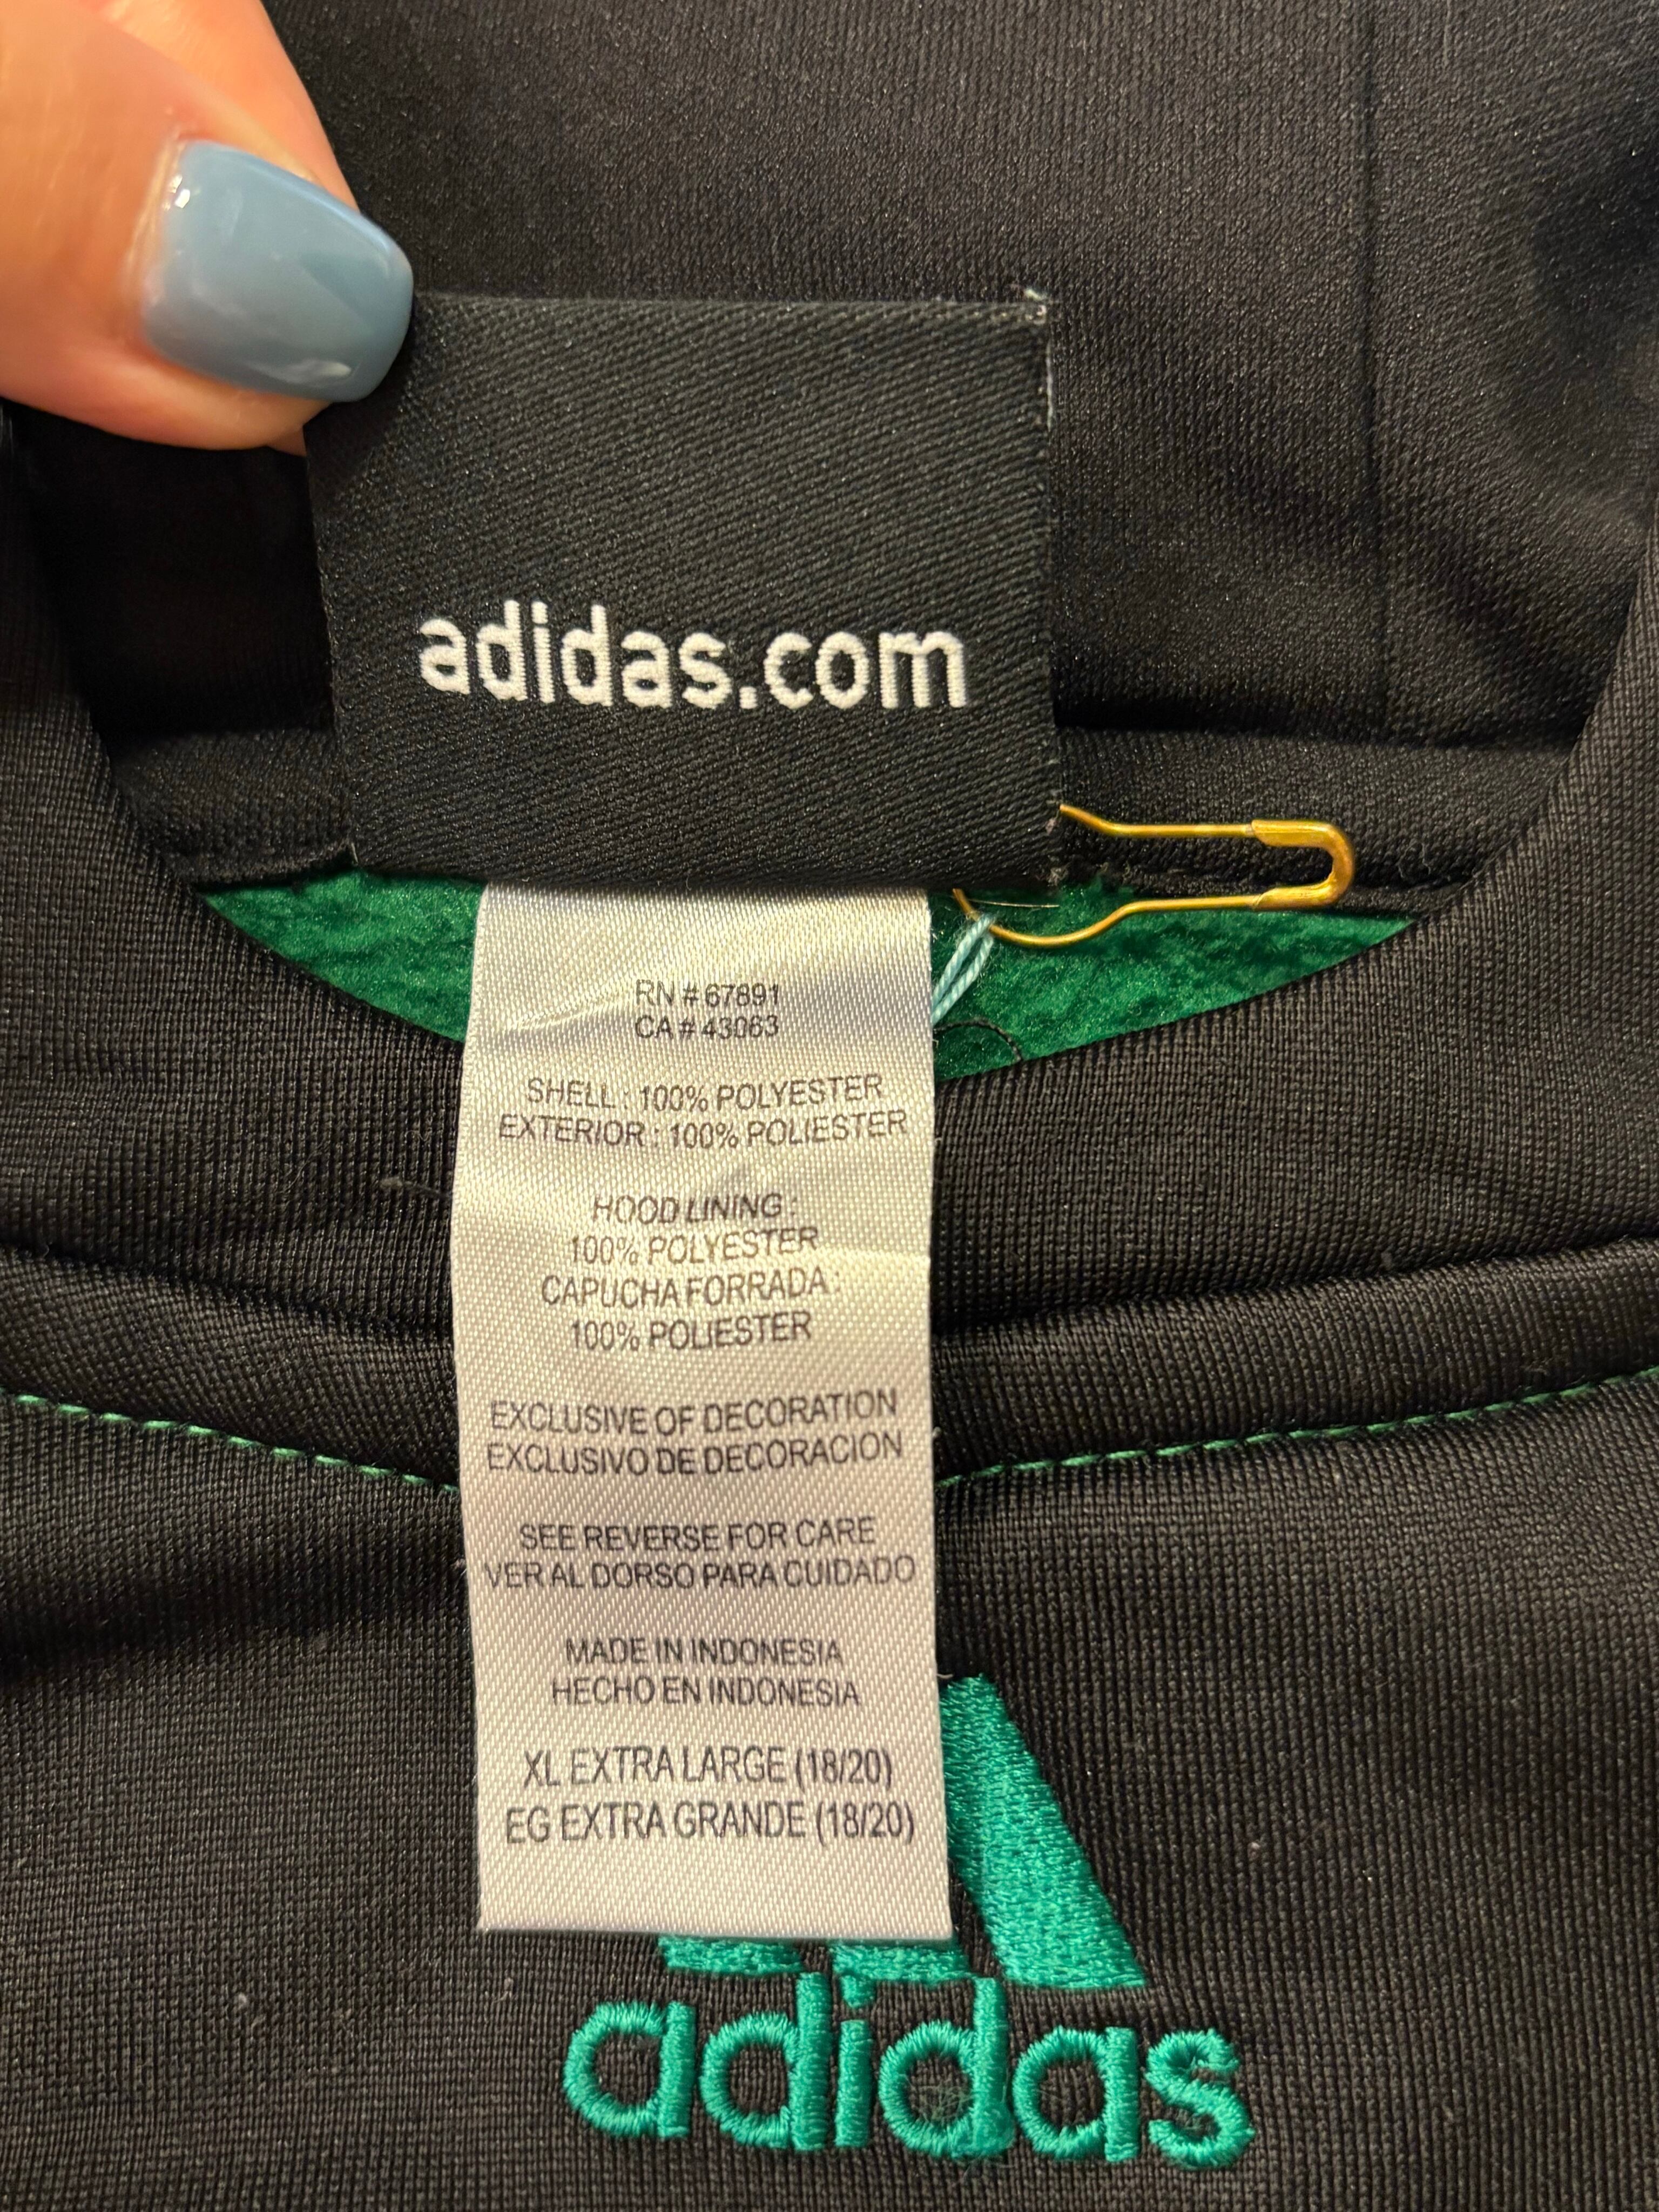 adidas.com
RN # 67891
CA # 43063
SHELL : 100% POLYESTER
EXTERIOR : 100% POLIESTER
HOOD LINING :
100% POLYESTER
CAPUCHA FORRADA :
100% POLIESTER
EXCLUSIVE OF DECORATION
EXCLUSIVO DE DECORACION
SEE REVERSE FOR CARE
VER AL DORSO PARA CUIDADO
MADE IN INDONESIA
HECHO EN INDONESIA
XL EXTRA LARGE (18/20)
EG EXTRA GRANDE (18/20)
adidas